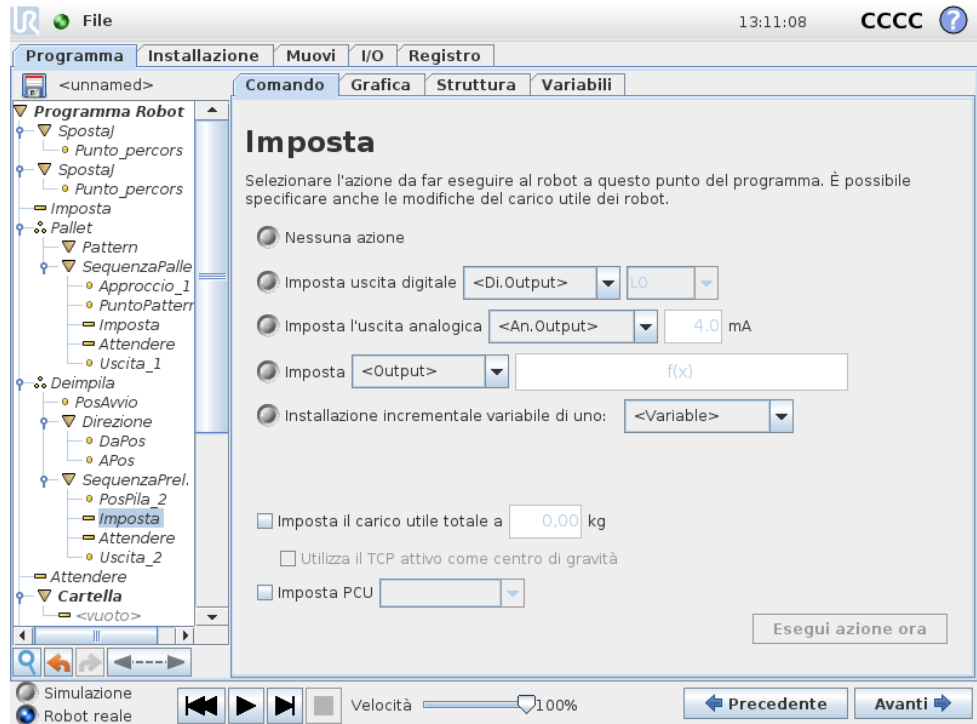 UR File 13:11:08 CCCC ?
Programma Installazione Muovi I/O Registro
<unnamed>
Comando Grafica Struttura Variabili
Programma Robot
SpostaJ
Punto_percors
SpostaJ
Punto_percors
Imposta
Pallet
Pattern
SequenzaPalle
Approccio_1
PuntoPattern
Imposta
Attendere
Uscita_1
Deimpila
PosAvvio
Direzione
DaPos
APos
SequenzaPrel.
PosPila_2
Imposta
Attendere
Uscita_2
Attendere
Cartella
<vuoto>
Imposta
Selezionare l'azione da far eseguire al robot a questo punto del programma. È possibile
specificare anche le modifiche del carico utile dei robot.
Nessuna azione
Imposta uscita digitale <Di.Output> LO
Imposta l'uscita analogica <An.Output> 4.0 mA
Imposta <Output> f(x)
Installazione incrementale variabile di uno: <Variable>
Imposta il carico utile totale a 0,00 kg
Utilizza il TCP attivo come centro di gravità
Imposta PCU
Esegui azione ora
Simulazione
Robot reale
Velocità 100%
Precedente Avanti